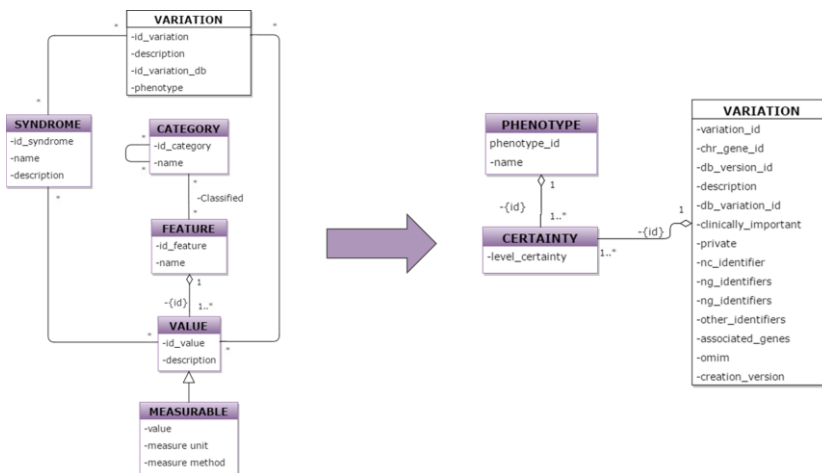 VARIATION
-id_variation
-description
-id_variation_db
-phenotype
*
*
*
SYNDROME
-id_syndrome
-name
-description
*
CATEGORY
-id_category
-name
*
*
*
-Classified
*
FEATURE
-id_feature
-name
1
-{id}
1..*
VALUE
-id_value
-description
*
*
MEASURABLE
-value
-measure unit
-measure method
PHENOTYPE
phenotype_id
-name
1
-{id}
1..*
CERTAINTY
-level_certainty
1
-{id}
1..*
VARIATION
-variation_id
-chr_gene_id
-db_version_id
-description
-db_variation_id
-clinically_important
-private
-nc_identifier
-ng_identifiers
-ng_identifiers
-other_identifiers
-associated_genes
-omim
-creation_version